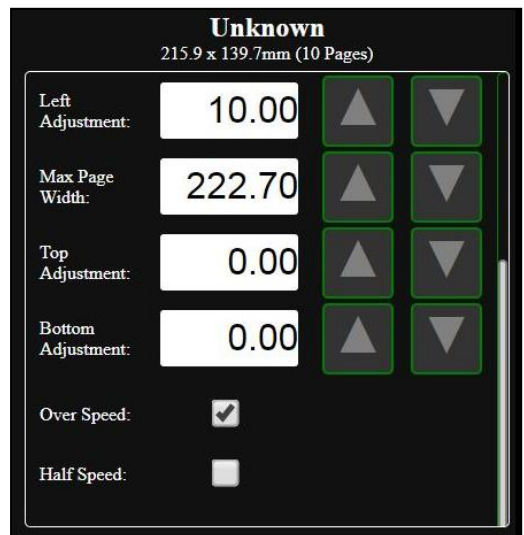 Unknown
215.9 x 139.7mm (10 Pages)
Left
Adjustment:
10.00
Max Page
Width:
222.70
Top
Adjustment:
0.00
Bottom
Adjustment:
0.00
Over Speed:
Half Speed: